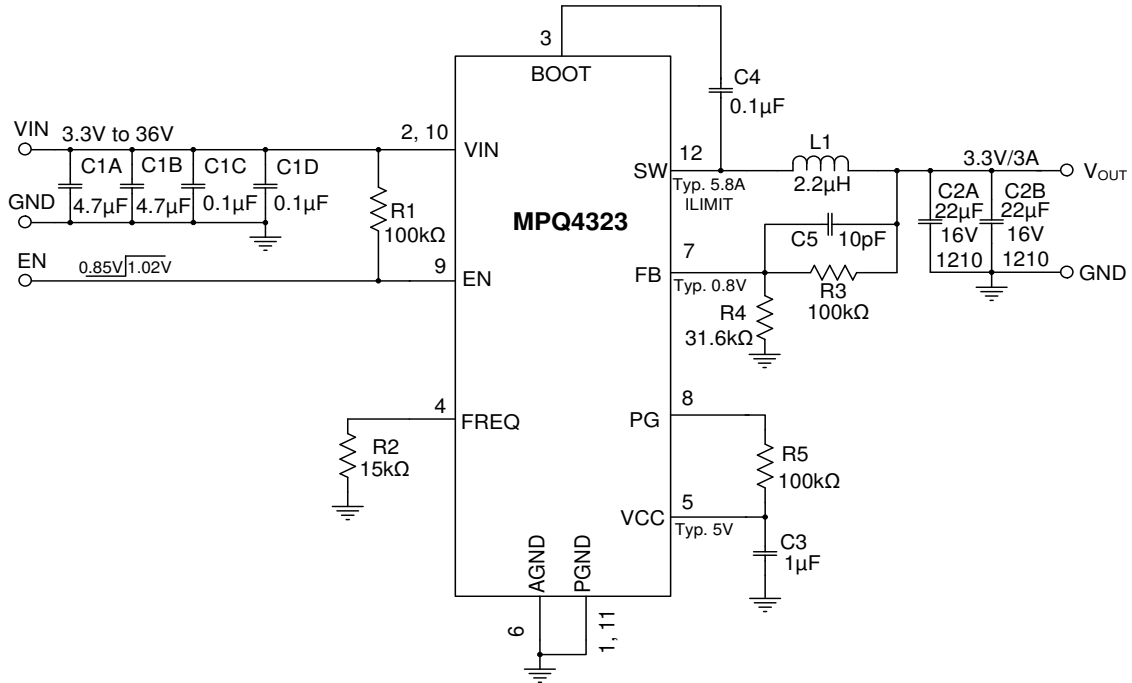 3
BOOT
C4
0.1µF
VIN
3.3V to 36V
2, 10
VIN
C1A
C1B
C1C
C1D
4.7µF
4.7µF
0.1µF
0.1µF
GND
R1
100kΩ
EN
0.85V 1.02V
9
EN
MPQ4323
SW
12
Typ. 5.8A
ILIMIT
L1
2.2µH
3.3V/3A
VOUT
C2A
22µF
16V
1210
C2B
22µF
16V
1210
GND
C5
10pF
7
FB
Typ. 0.8V
R3
100kΩ
R4
31.6kΩ
4
FREQ
R2
15kΩ
8
PG
R5
100kΩ
5
VCC
Typ. 5V
C3
1µF
AGND
PGND
6
1, 11